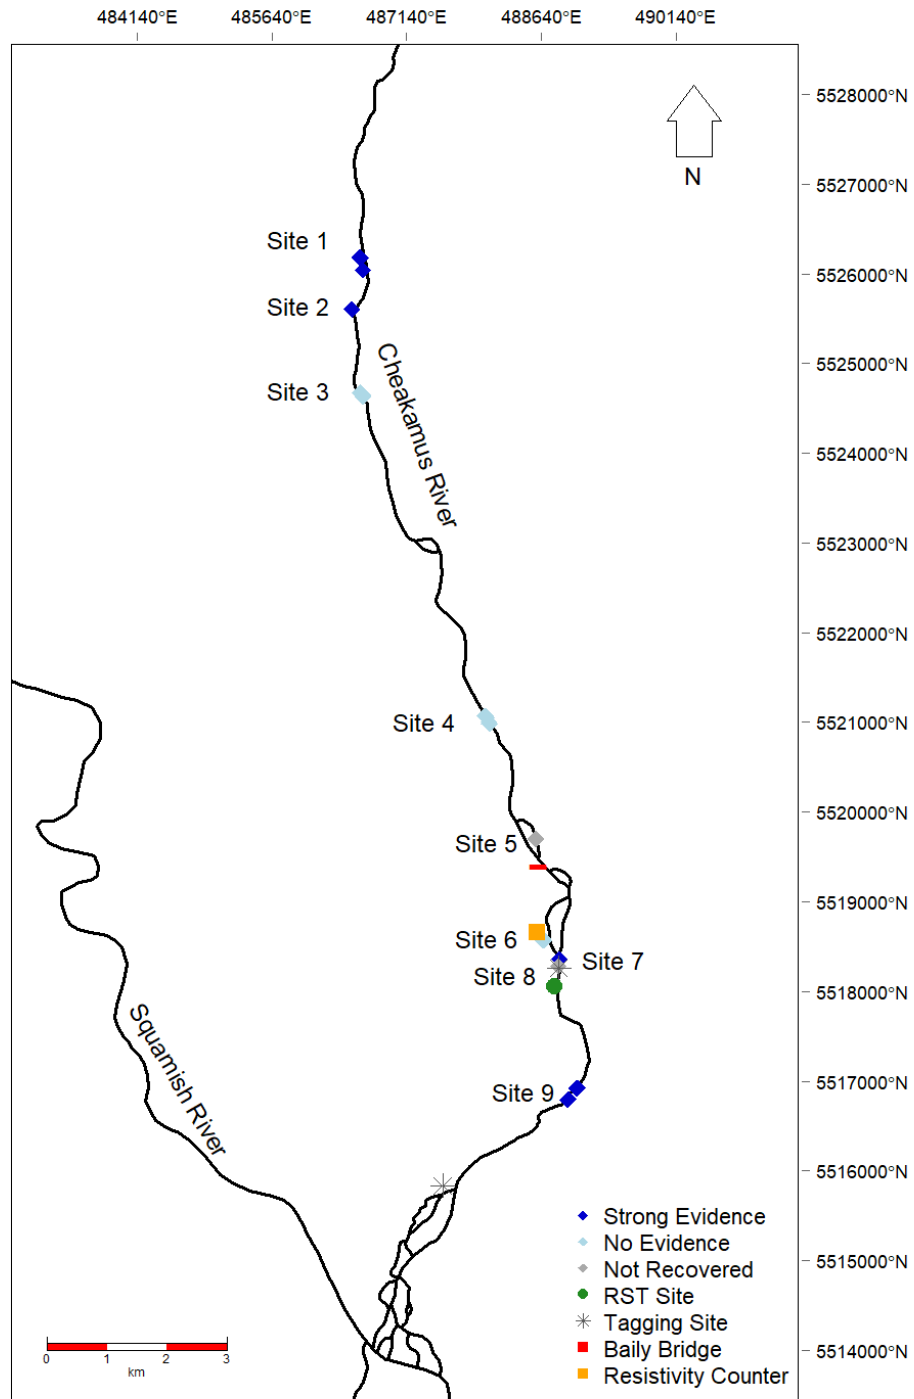 484140°E 485640°E 487140°E 488640°E 490140°E
5528000°N
N
5527000°N
Site 1
5526000°N
Site 2
5525000°N
Site 3
Cheakamus River
5524000°N
5523000°N
5522000°N
Site 4
5521000°N
5520000°N
Site 5
5519000°N
Site 6
Site 7
Site 8
5518000°N
Squamish River
Site 9
5517000°N
5516000°N
Strong Evidence
No Evidence
5515000°N
Not Recovered
RST Site
Tagging Site
Baily Bridge
5514000°N
Resistivity Counter
0 1 2 3
km